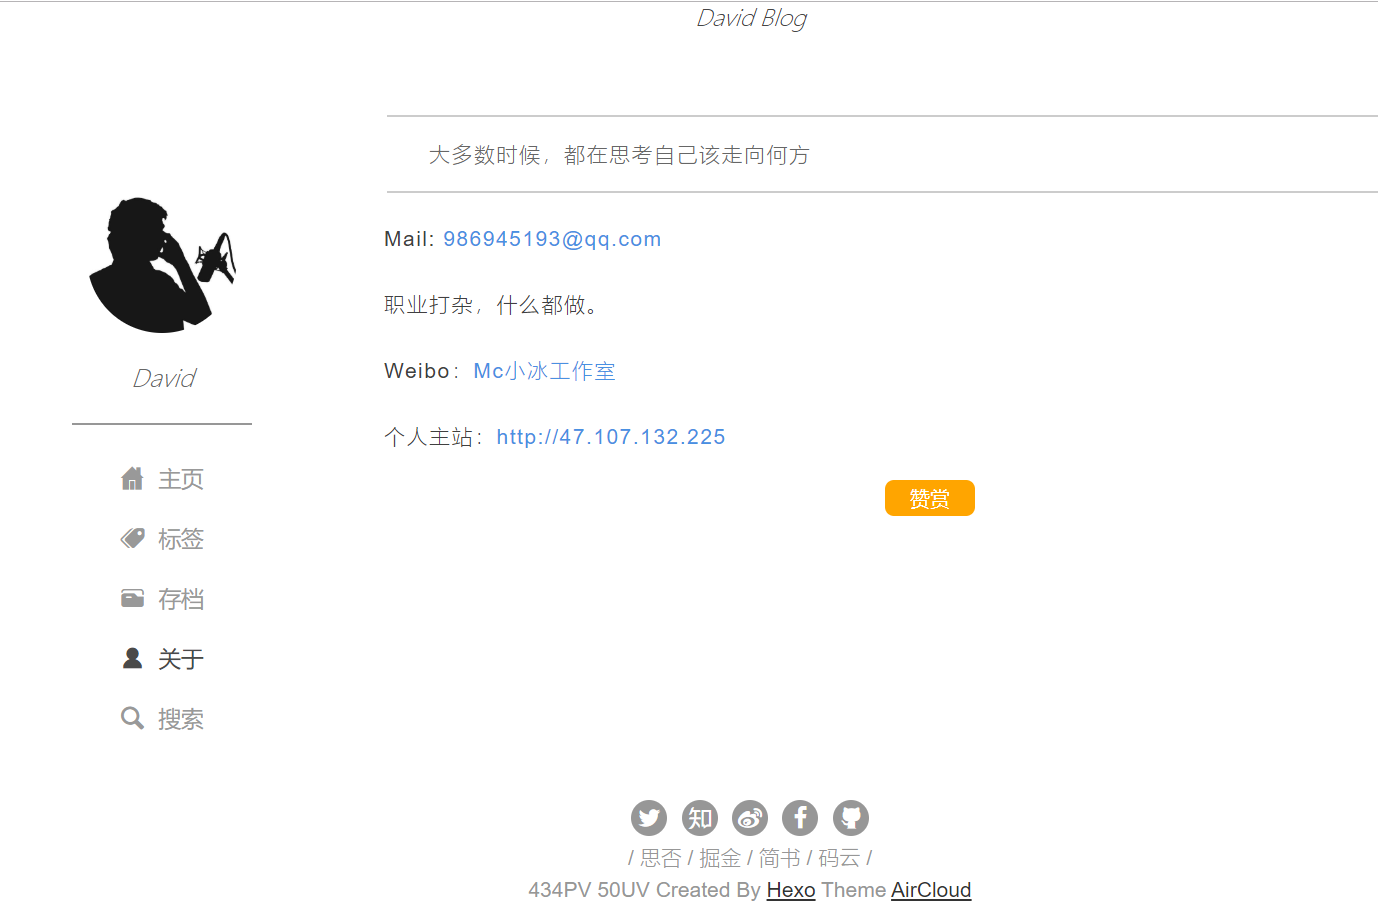 David Blog
大多数时候，都在思考自己该走向何方
David
主页
标签
存档
关于
搜索
Mail: 986945193@qq.com
职业打杂，什么都做。
Weibo：Mc小冰工作室
个人主站：http://47.107.132.225
赞赏
知
/ 思否 / 掘金 / 简书 / 码云 /
434PV 50UV Created By Hexo Theme AirCloud